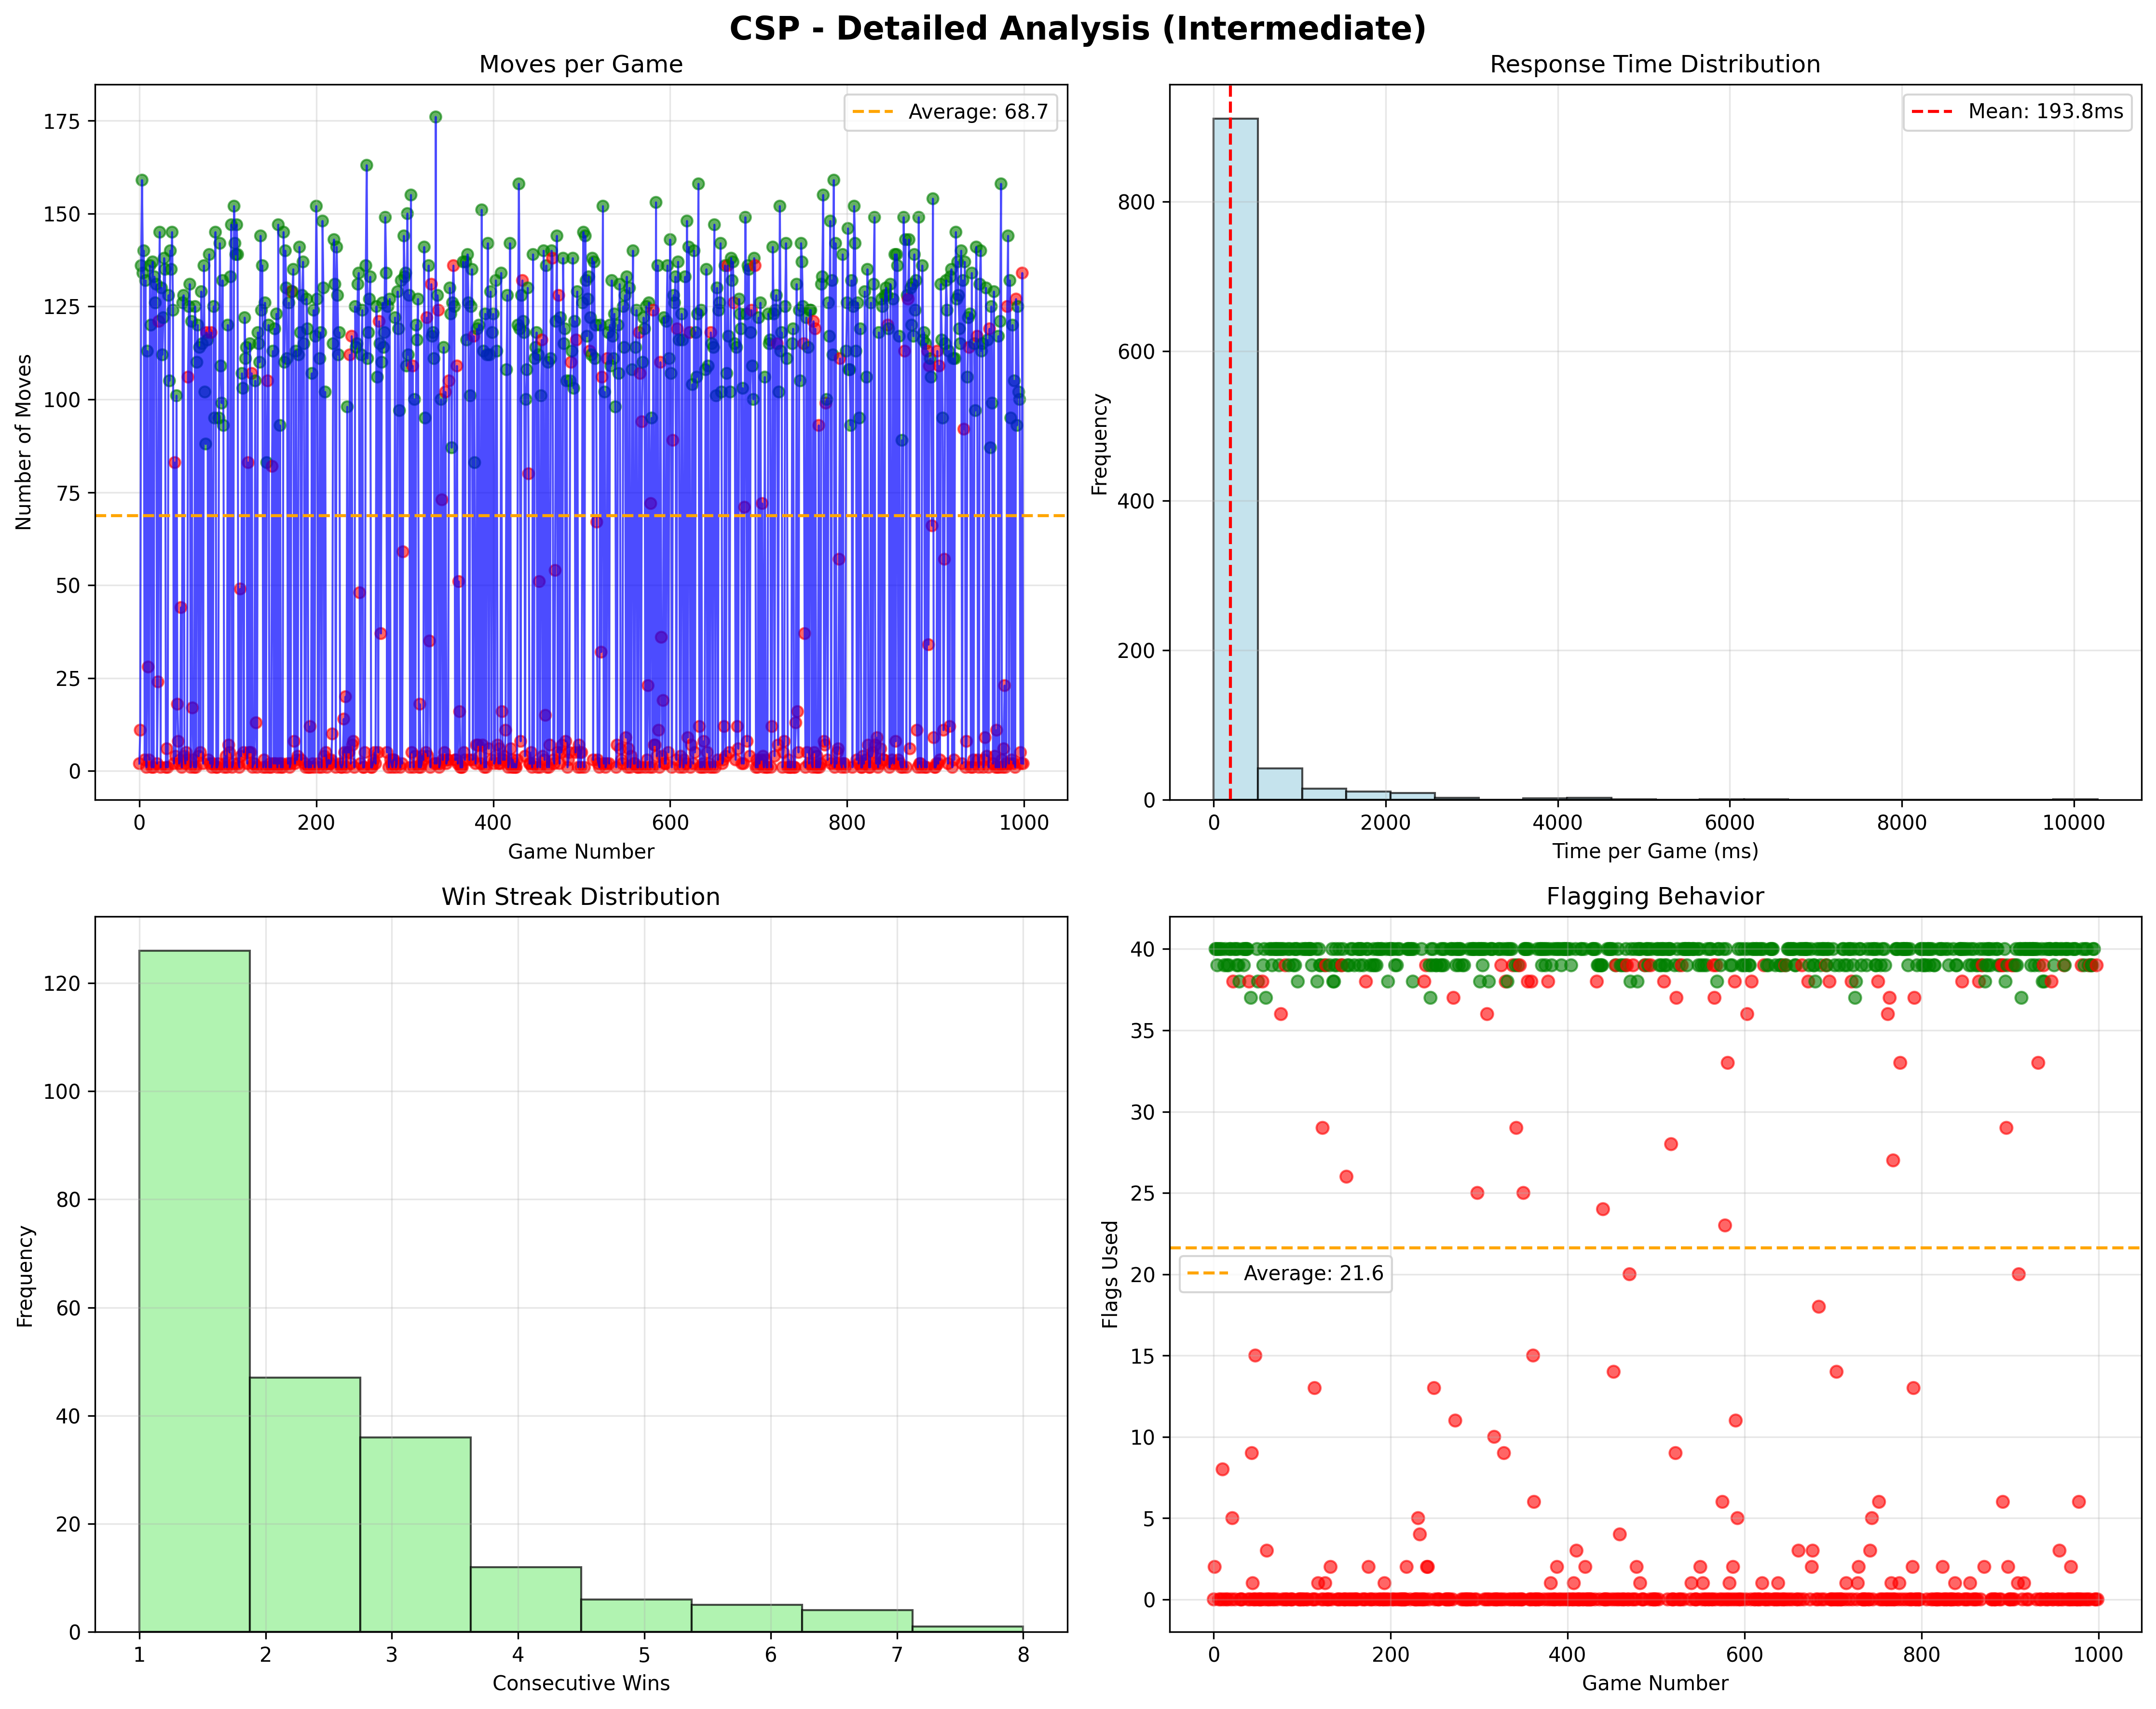 CSP - Detailed Analysis (Intermediate)
Moves per Game
Number of Moves
175
150
125
100
75
50
25
0
Average: 68.7
0 200 400 600 800 1000
Game Number
Response Time Distribution
Frequency
800
600
400
200
0
Mean: 193.8ms
0 2000 4000 6000 8000 10000
Time per Game (ms)
Win Streak Distribution
Frequency
120
100
80
60
40
20
0
1 2 3 4 5 6 7 8
Consecutive Wins
Flagging Behavior
Flags Used
40
35
30
25
20
15
10
5
0
Average: 21.6
0 200 400 600 800 1000
Game Number